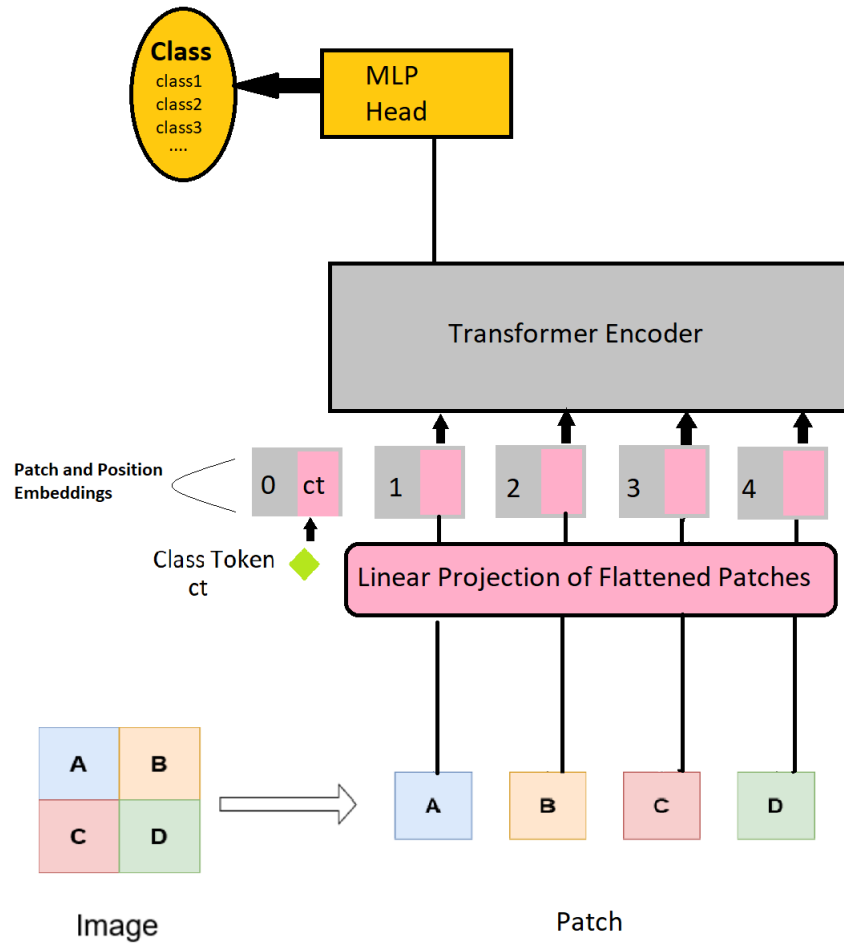 Class
class1
class2
class3
....
MLP
Head
Transformer Encoder
Patch and Position
Embeddings
0 ct 1 2 3 4
Class Token
ct
Linear Projection of Flattened Patches
A B
C D
A B C D
Image
Patch